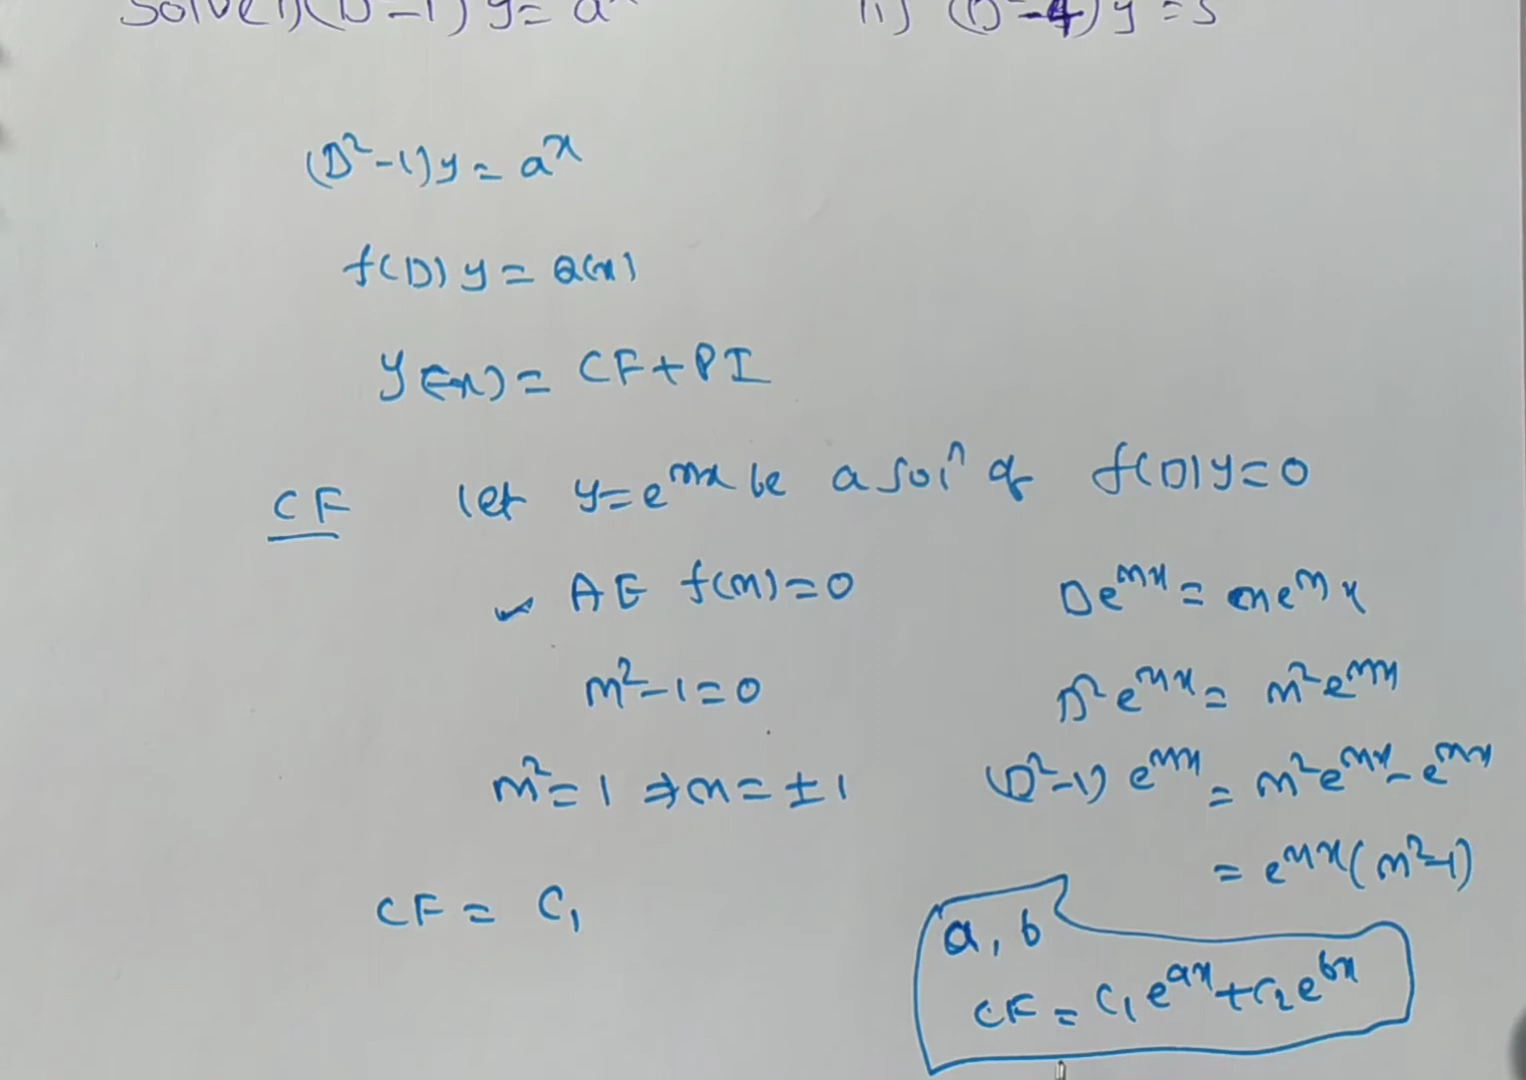 Solve i) (D²-1)y = aˣ ii) (D-4)y = 5
(D²-1)y = aˣ
f(D) y = Q(x)
y(x) = CF + PI
CF let y=eᵐˣ be a solⁿ of f(D)y=0
AE f(m)=0
Deᵐˣ = meᵐˣ
m²-1=0
D²eᵐˣ = m²eᵐˣ
m²=1 ⇒ m = ±1
(D²-1) eᵐˣ = m²eᵐˣ - eᵐˣ
= eᵐˣ(m²-1)
CF = C₁
a, b
CF = C₁eᵃˣ+C₂eᵇˣ